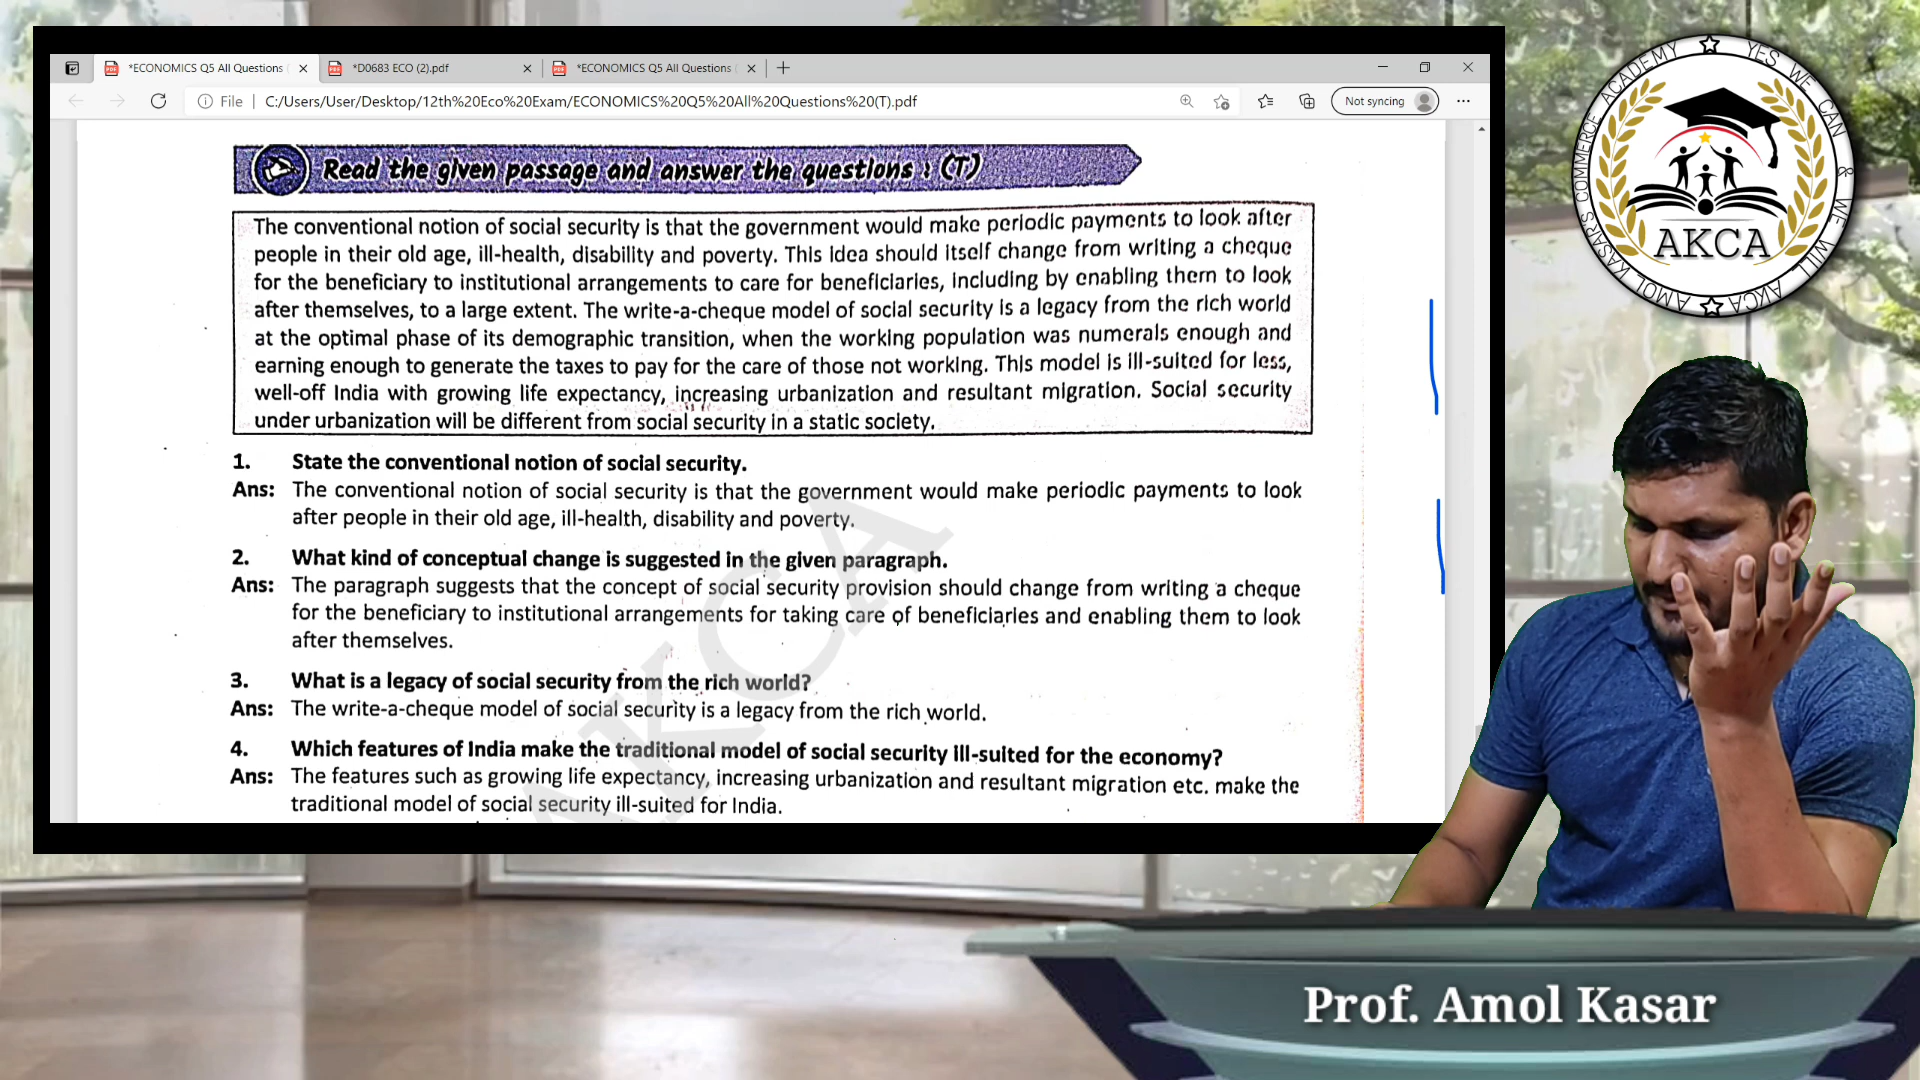 *ECONOMICS Q5 All Questions
*D0683 ECO (2).pdf
*ECONOMICS Q5 All Questions
File | C:/Users/User/Desktop/12th%20Eco%20Exam/ECONOMICS%20Q5%20All%20Questions%20(T).pdf
Not syncing
Read the given passage and answer the questions : (T)
The conventional notion of social security is that the government would make periodic payments to look after
people in their old age, ill-health, disability and poverty. This idea should itself change from writing a cheque
for the beneficiary to institutional arrangements to care for beneficiaries, including by enabling them to look
after themselves, to a large extent. The write-a-cheque model of social security is a legacy from the rich world
at the optimal phase of its demographic transition, when the working population was numerals enough and
earning enough to generate the taxes to pay for the care of those not working. This model is ill-suited for less,
well-off India with growing life expectancy, increasing urbanization and resultant migration. Social security
under urbanization will be different from social security in a static society.
1. State the conventional notion of social security.
Ans: The conventional notion of social security is that the government would make periodic payments to look
after people in their old age, ill-health, disability and poverty.
2. What kind of conceptual change is suggested in the given paragraph.
Ans: The paragraph suggests that the concept of social security provision should change from writing a cheque
for the beneficiary to institutional arrangements for taking care of beneficiaries and enabling them to look
after themselves.
3. What is a legacy of social security from the rich world?
Ans: The write-a-cheque model of social security is a legacy from the rich world.
4. Which features of India make the traditional model of social security ill-suited for the economy?
Ans: The features such as growing life expectancy, increasing urbanization and resultant migration etc. make the
traditional model of social security ill-suited for India.
AKCA
AMOL KASAR'S COMMERCE ACADEMY
YES WE CAN & WE WILL
AKCA
AKCA
Prof. Amol Kasar